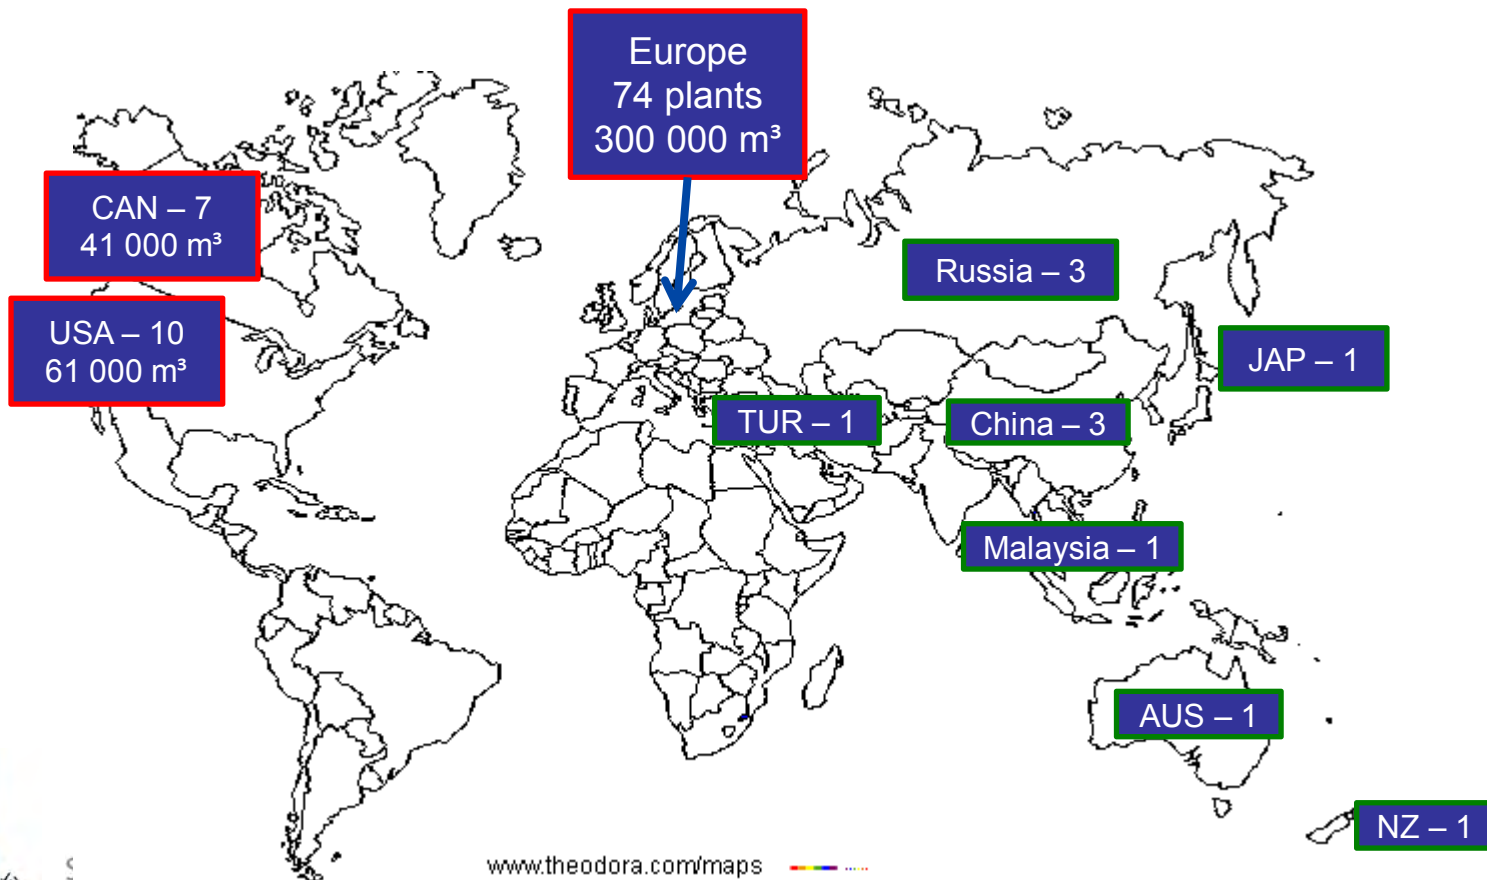 Europe
74 plants
300 000 m³
CAN – 7
41 000 m³
USA – 10
61 000 m³
Russia – 3
JAP – 1
TUR – 1
China – 3
Malaysia – 1
AUS – 1
NZ – 1
www.theodora.com/maps